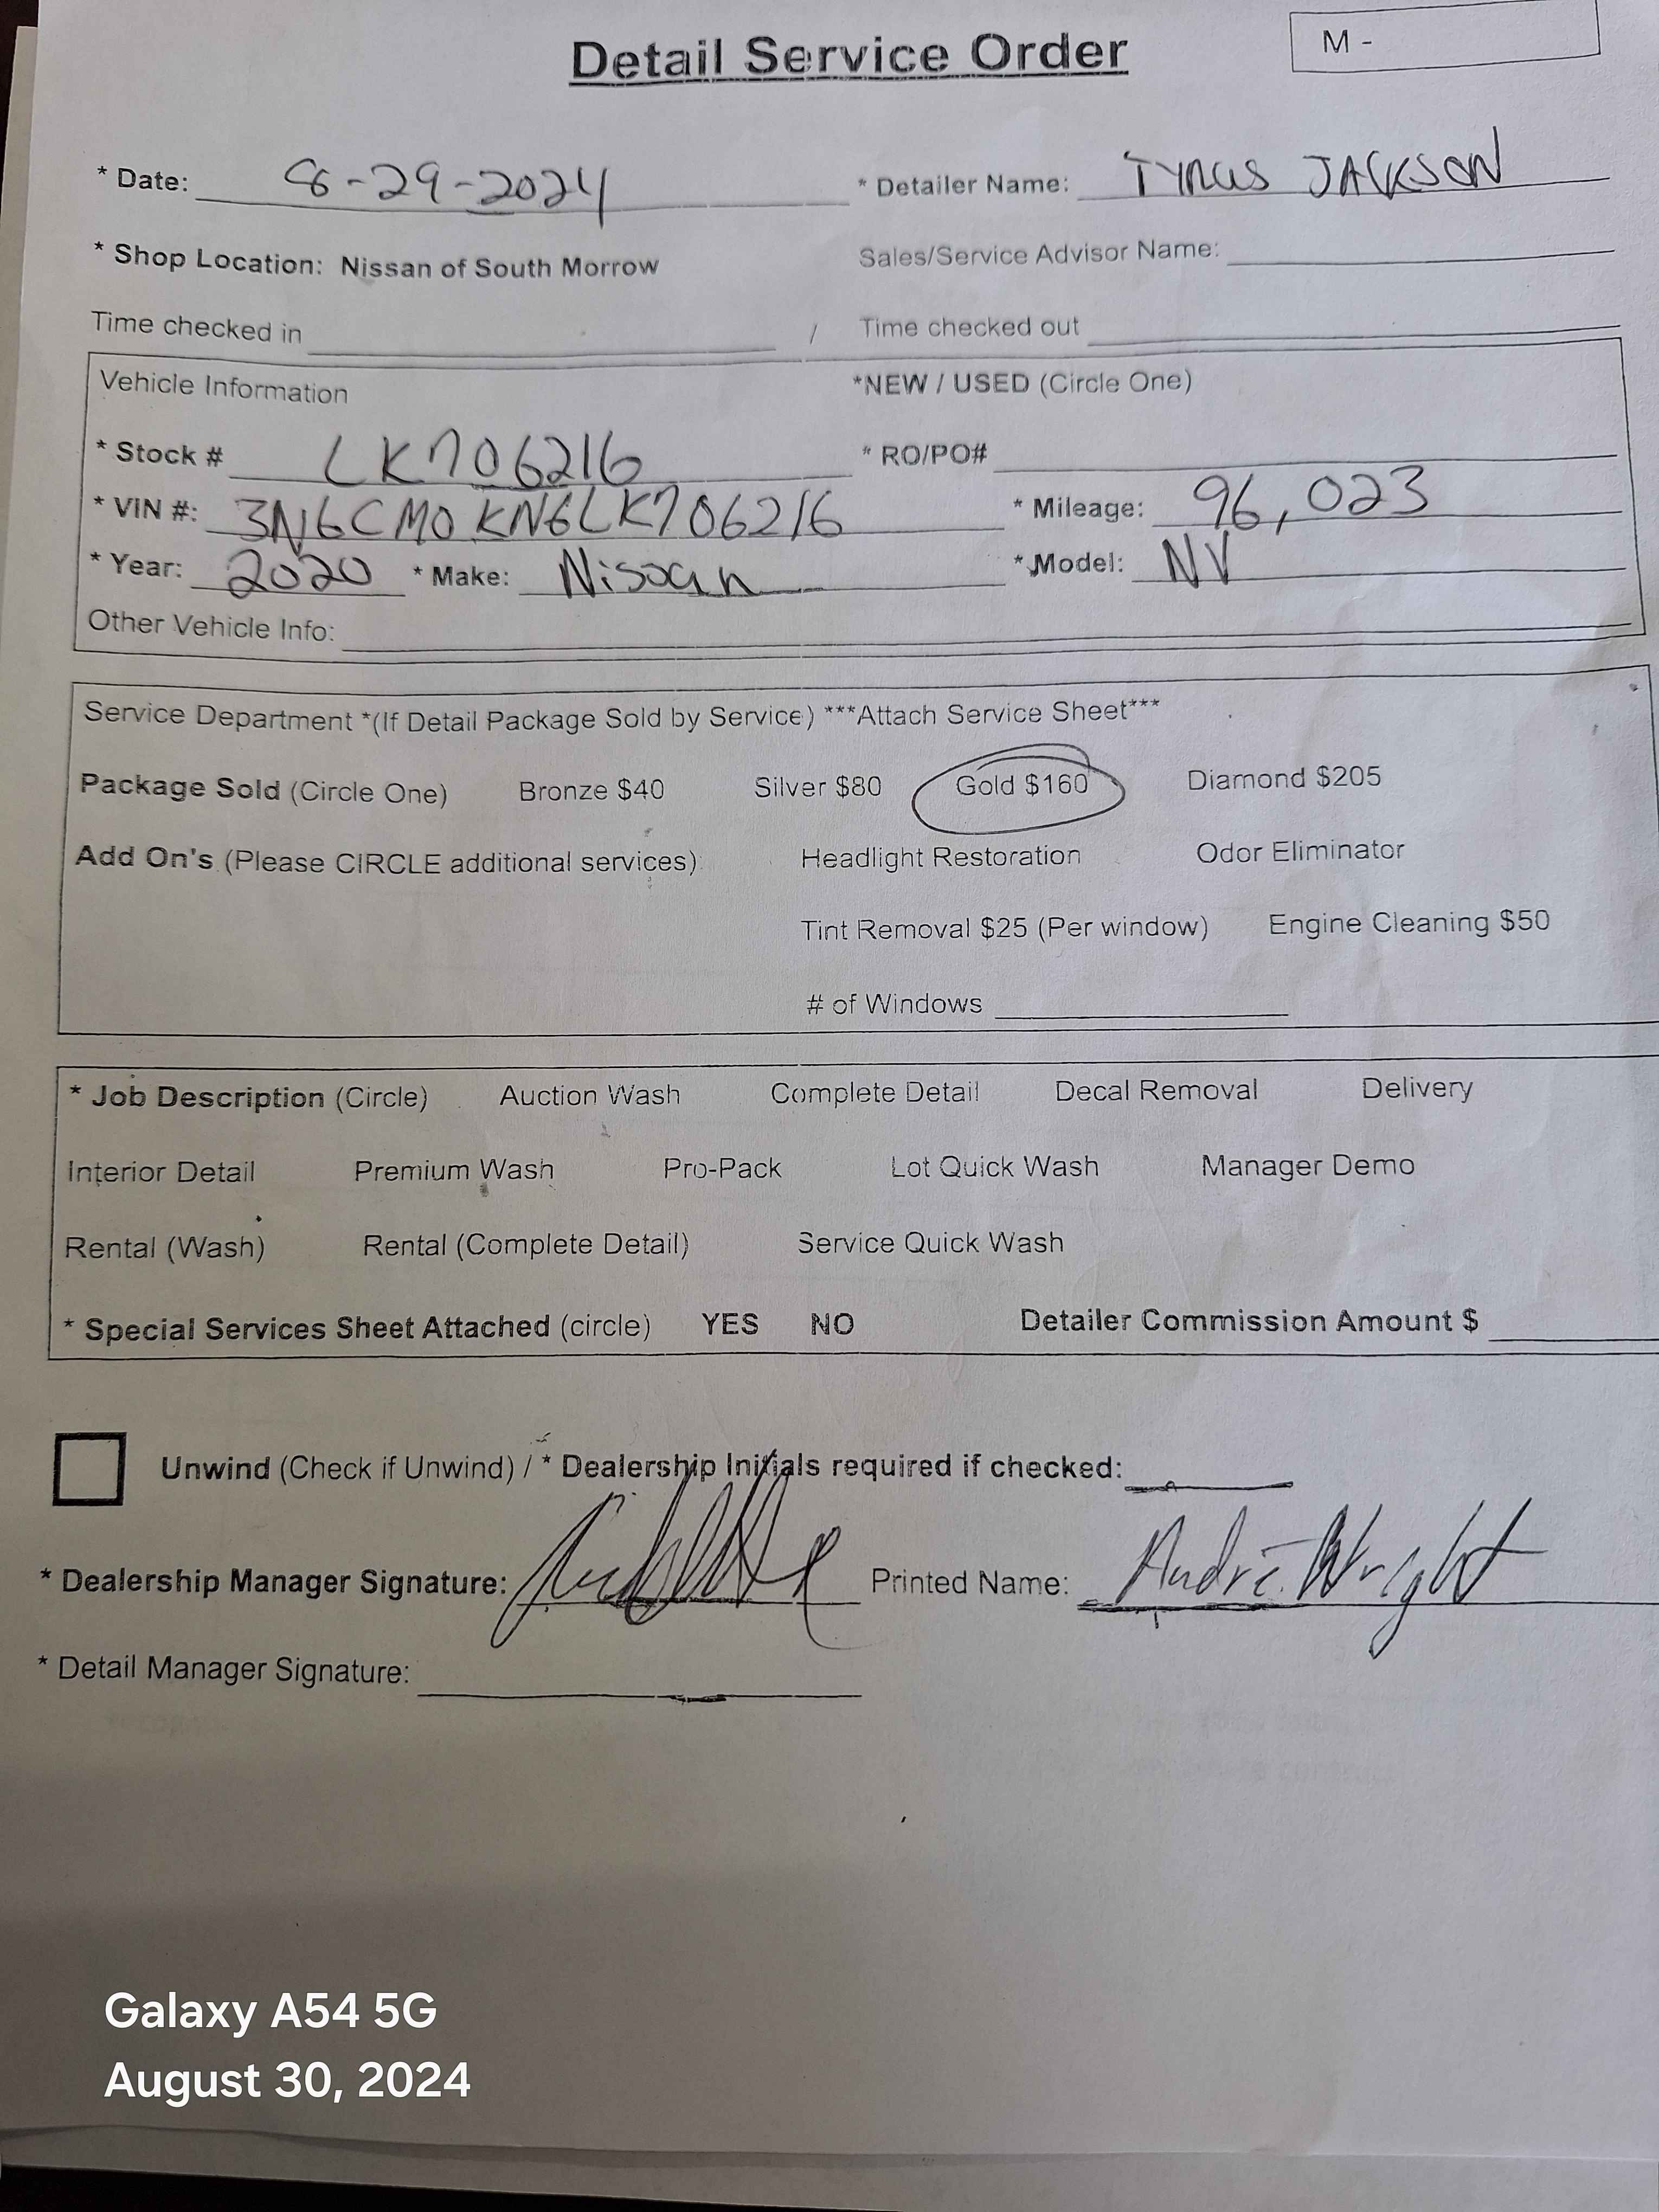 Detail Service Order
M -
* Date: 8-29-2024 * Detailer Name: TYRUS JACKSON
* Shop Location: Nissan of South Morrow Sales/Service Advisor Name:
Time checked in / Time checked out
Vehicle Information *NEW / USED (Circle One)
* Stock # LK706216 * RO/PO#
* VIN #: 3N6CM0KN6LK706216 * Mileage: 96,023
* Year: 2020 * Make: Nissan * Model: NV
Other Vehicle Info:
Service Department *(If Detail Package Sold by Service) ***Attach Service Sheet***
Package Sold (Circle One) Bronze $40 Silver $80 Gold $160 Diamond $205
Add On's (Please CIRCLE additional services): Headlight Restoration Odor Eliminator
Tint Removal $25 (Per window) Engine Cleaning $50
# of Windows
* Job Description (Circle) Auction Wash Complete Detail Decal Removal Delivery
Interior Detail Premium Wash Pro-Pack Lot Quick Wash Manager Demo
Rental (Wash) Rental (Complete Detail) Service Quick Wash
* Special Services Sheet Attached (circle) YES NO Detailer Commission Amount $
Unwind (Check if Unwind) / * Dealership Initials required if checked:
* Dealership Manager Signature: Printed Name: Andre Wright
* Detail Manager Signature:
Galaxy A54 5G
August 30, 2024